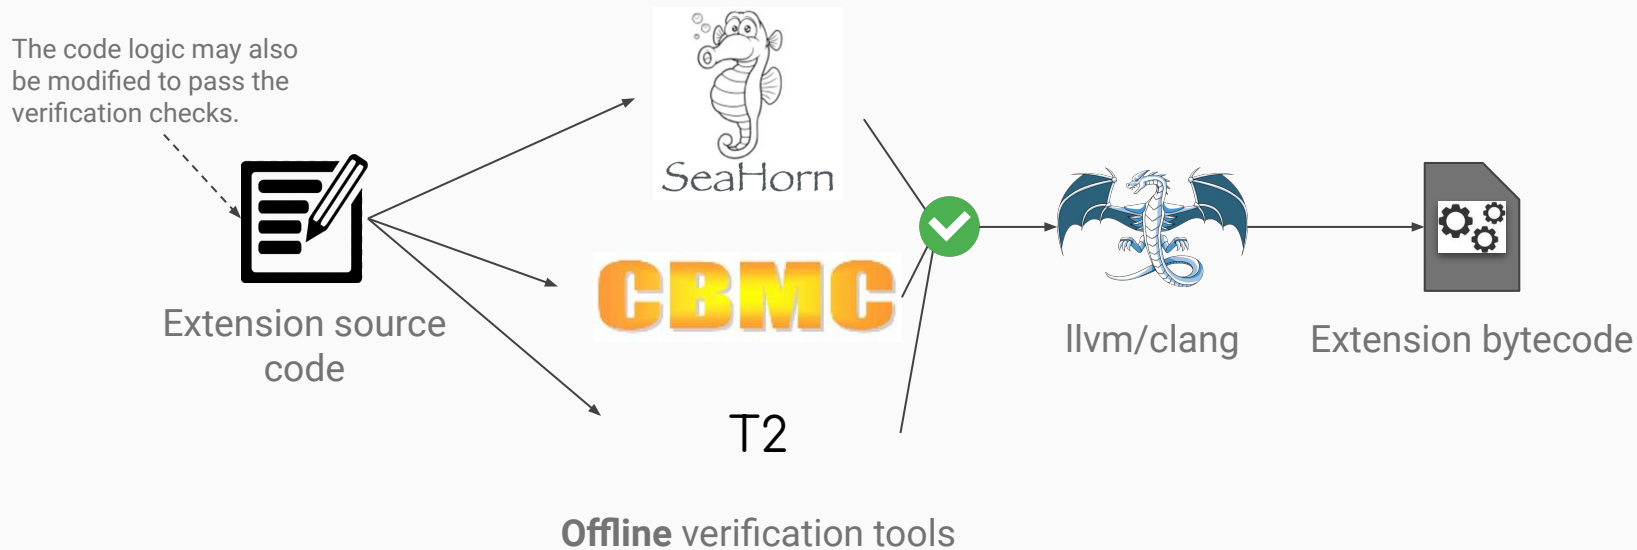 The code logic may also
be modified to pass the
verification checks.
SeaHorn
CBMC
T2
Extension source
code
llvm/clang
Extension bytecode
Offline verification tools